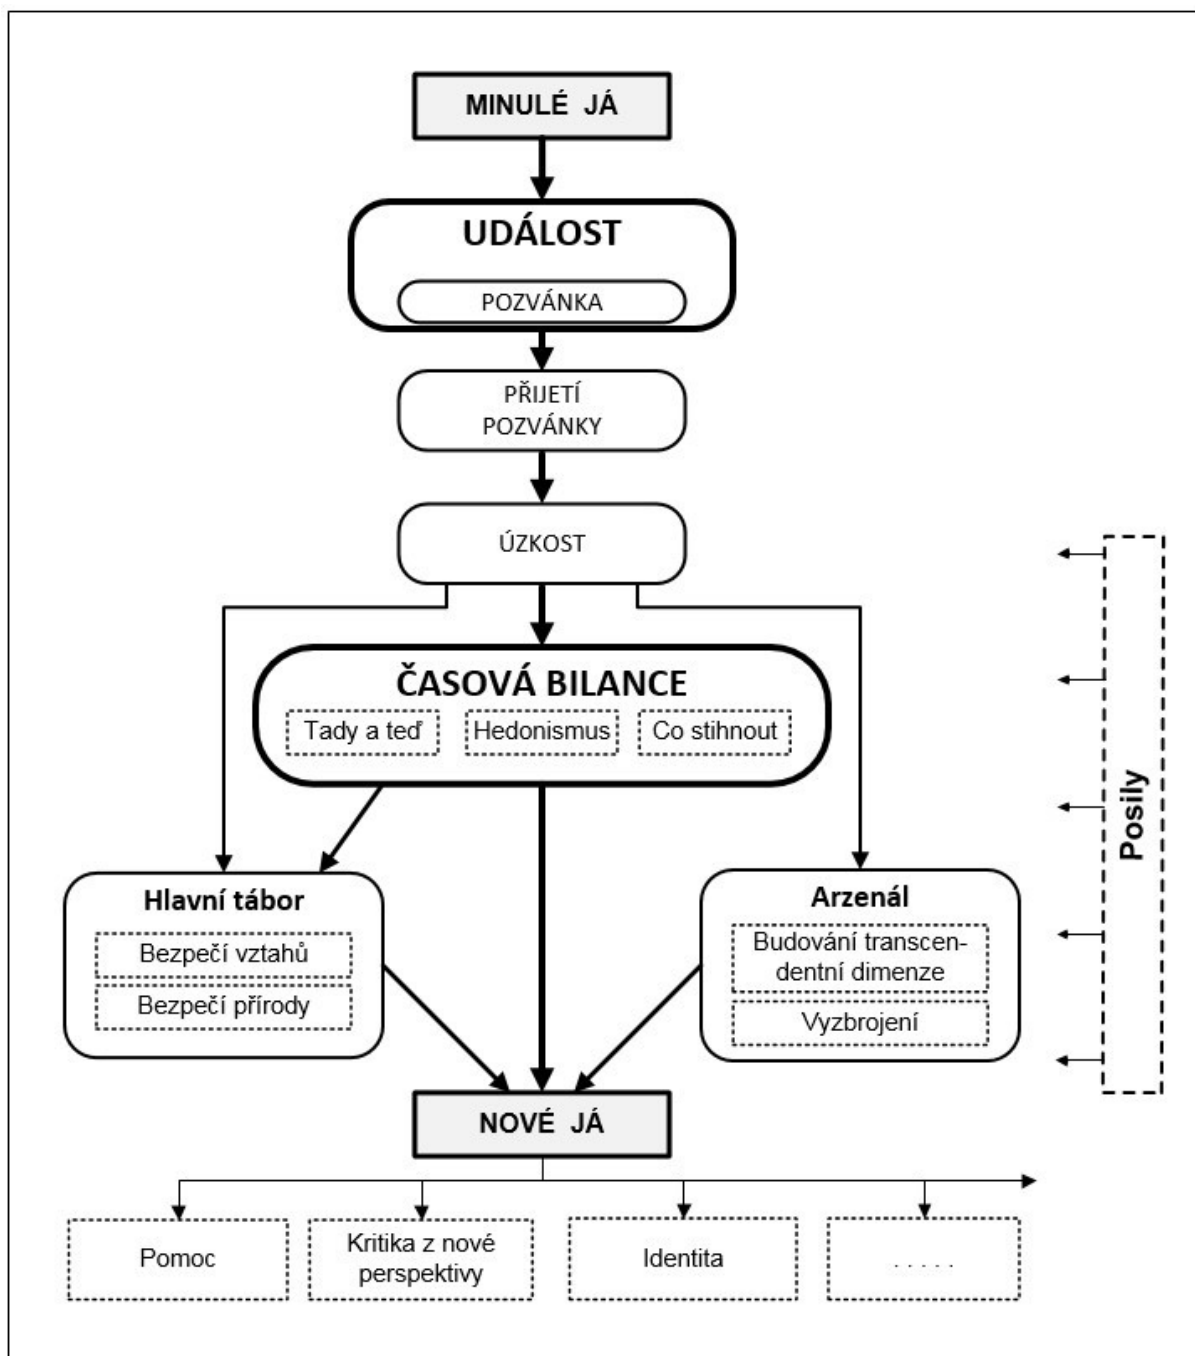 MINULÉ JÁ
UDÁLOST
POZVÁNKA
PŘIJETÍ
POZVÁNKY
ÚZKOST
ČASOVÁ BILANCE
Tady a teď
Hedonismus
Co stihnout
Posily
Hlavní tábor
Bezpečí vztahů
Bezpečí přírody
Arzenál
Budování transcen-
dentní dimenze
Vyzbrojení
NOVÉ JÁ
Pomoc
Kritika z nové
perspektivy
Identita
. . . . .